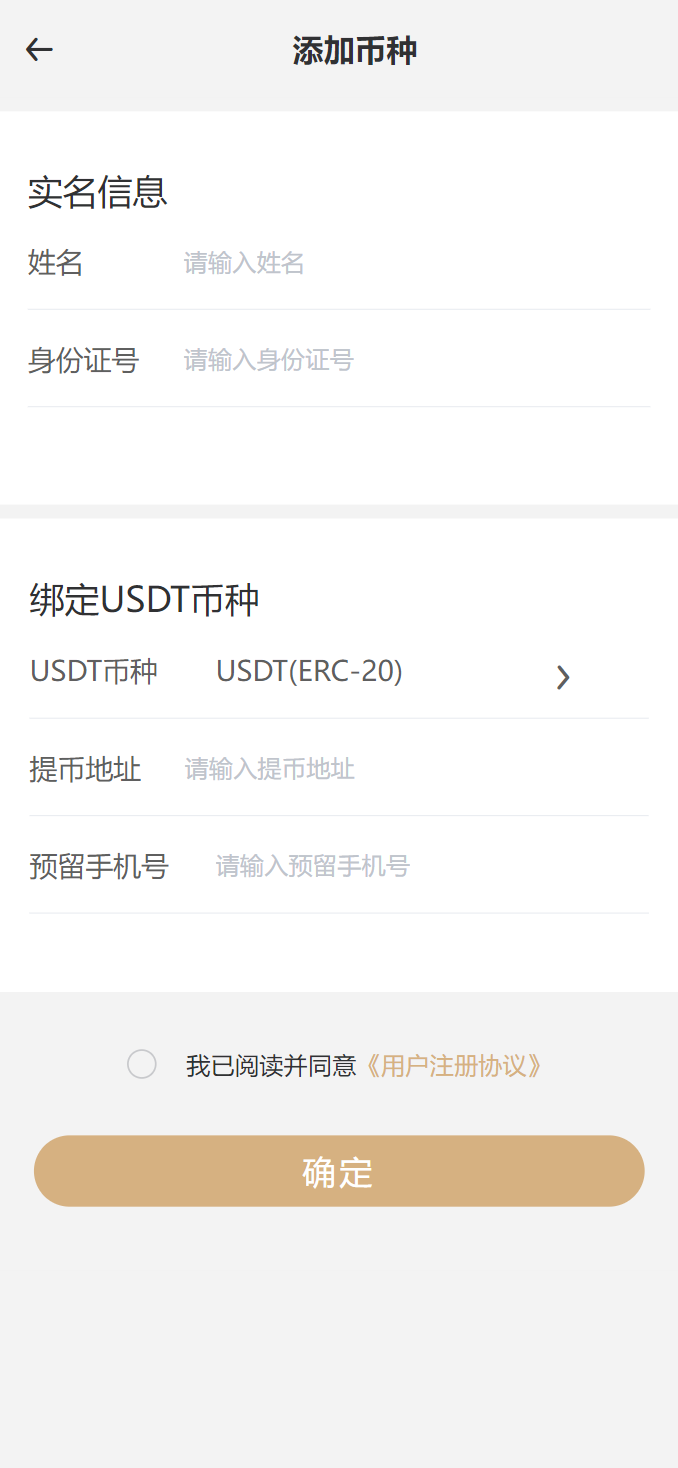 添加币种
实名信息
姓名 请输入姓名
身份证号 请输入身份证号
绑定USDT币种
USDT币种 USDT(ERC-20)
提币地址 请输入提币地址
预留手机号 请输入预留手机号
我已阅读并同意《用户注册协议》
确定